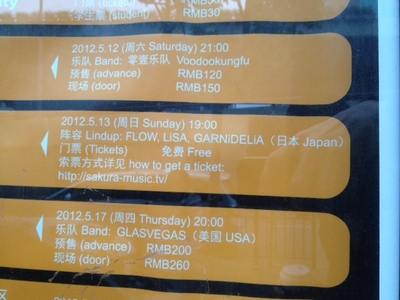 门票 (tickets) RMB50
学生票 (student) RMB30
2012.5.12 (周六 Saturday) 21:00
乐队 Band: 零壹乐队 Voodookungfu
预售 (advance) RMB120
现场 (door) RMB150
2012.5.13 (周日 Sunday) 19:00
阵容 Lindup: FLOW, LiSA, GARNiDELiA（日本 Japan）
门票 (Tickets) 免费 Free
索票方式详见 how to get a ticket:
http://sakura-music.tv/
2012.5.17 (周四 Thursday) 20:00
乐队 Band: GLASVEGAS（美国 USA）
预售 (advance) RMB200
现场 (door) RMB260